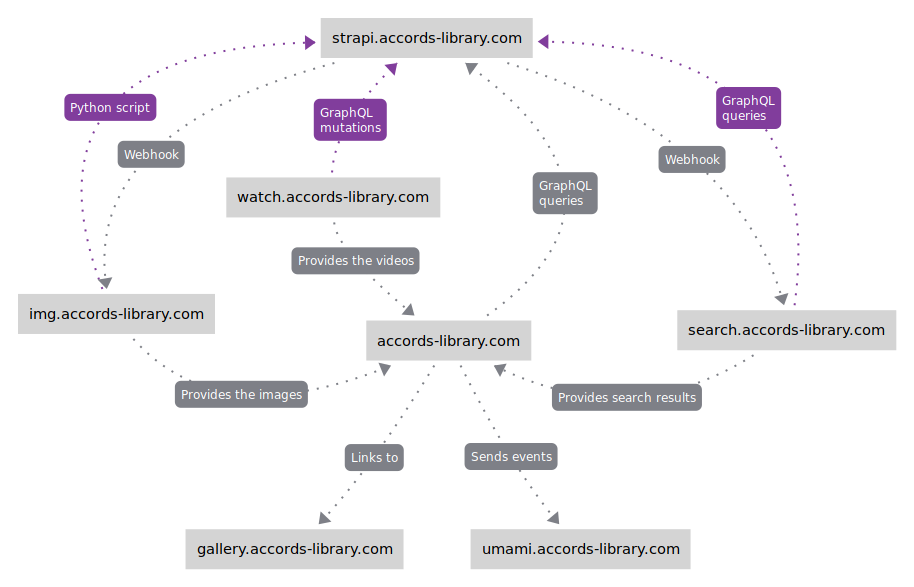 strapi.accords-library.com
Python script
GraphQL
mutations
GraphQL
queries
Webhook
Webhook
GraphQL
queries
watch.accords-library.com
Provides the videos
img.accords-library.com
accords-library.com
search.accords-library.com
Provides the images
Provides search results
Links to
Sends events
gallery.accords-library.com
umami.accords-library.com